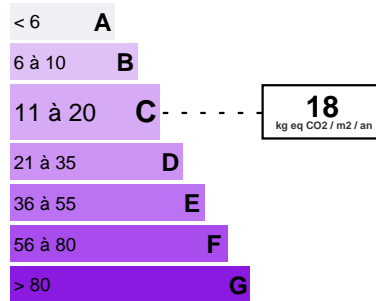 < 6 A
6 à 10 B
11 à 20 C
18
kg eq CO2 / m2 / an
21 à 35 D
36 à 55 E
56 à 80 F
> 80 G